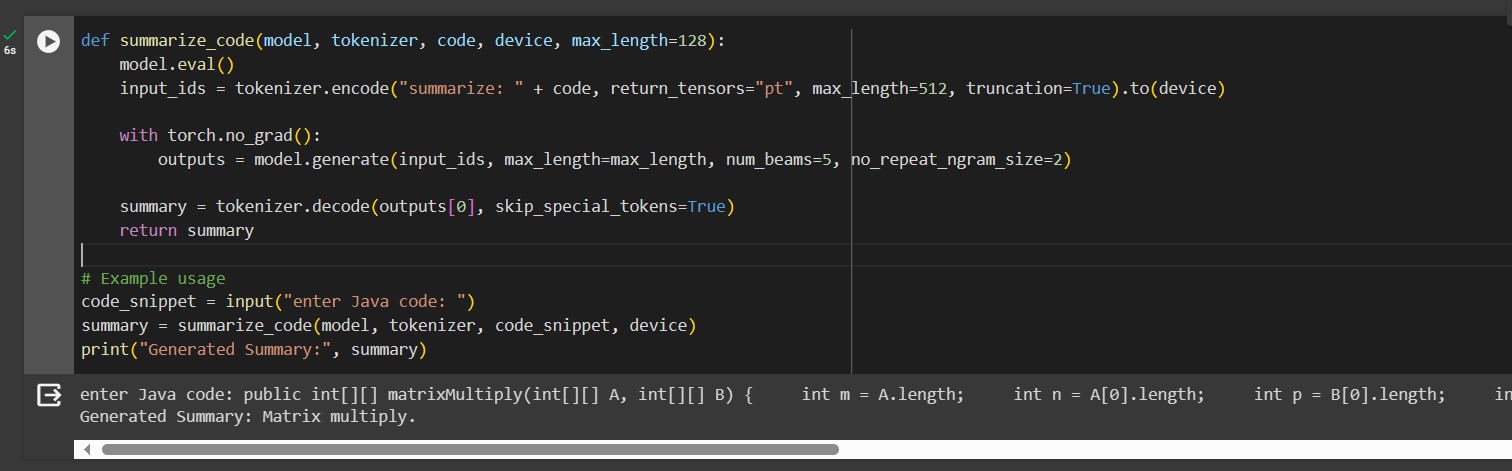 6s
def summarize_code(model, tokenizer, code, device, max_length=128):
    model.eval()
    input_ids = tokenizer.encode("summarize: " + code, return_tensors="pt", max_length=512, truncation=True).to(device)
    with torch.no_grad():
        outputs = model.generate(input_ids, max_length=max_length, num_beams=5, no_repeat_ngram_size=2)
    summary = tokenizer.decode(outputs[0], skip_special_tokens=True)
    return summary
# Example usage
code_snippet = input("enter Java code: ")
summary = summarize_code(model, tokenizer, code_snippet, device)
print("Generated Summary:", summary)
enter Java code: public int[][] matrixMultiply(int[][] A, int[][] B) {     int m = A.length;     int n = A[0].length;     int p = B[0].length;     in
Generated Summary: Matrix multiply.